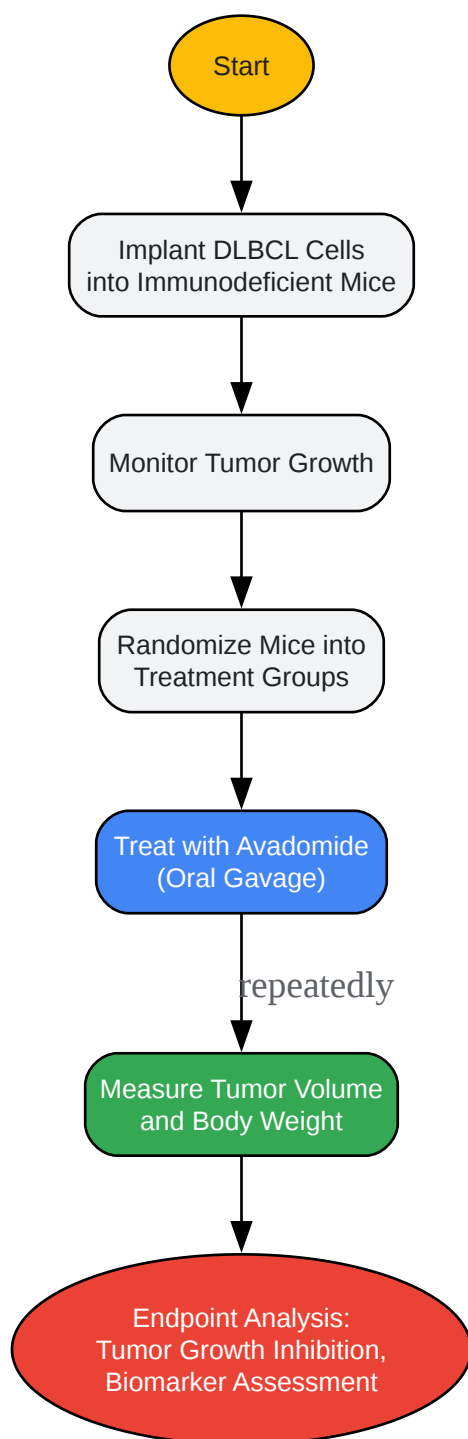 Start
Implant DLBCL Cells
into Immunodeficient Mice
Monitor Tumor Growth
Randomize Mice into
Treatment Groups
Treat with Avadomide
(Oral Gavage)
repeatedly
Measure Tumor Volume
and Body Weight
Endpoint Analysis:
Tumor Growth Inhibition,
Biomarker Assessment